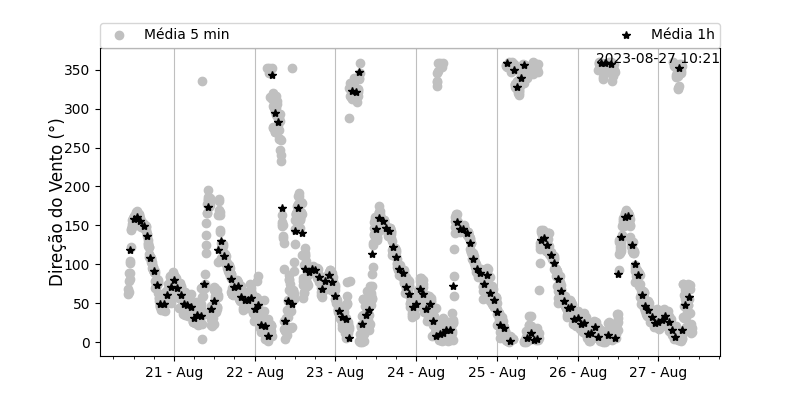 Média 5 min
Média 1h
2023-08-27 10:21
Direção do Vento (°)
350
300
250
200
150
100
50
0
21 - Aug
22 - Aug
23 - Aug
24 - Aug
25 - Aug
26 - Aug
27 - Aug